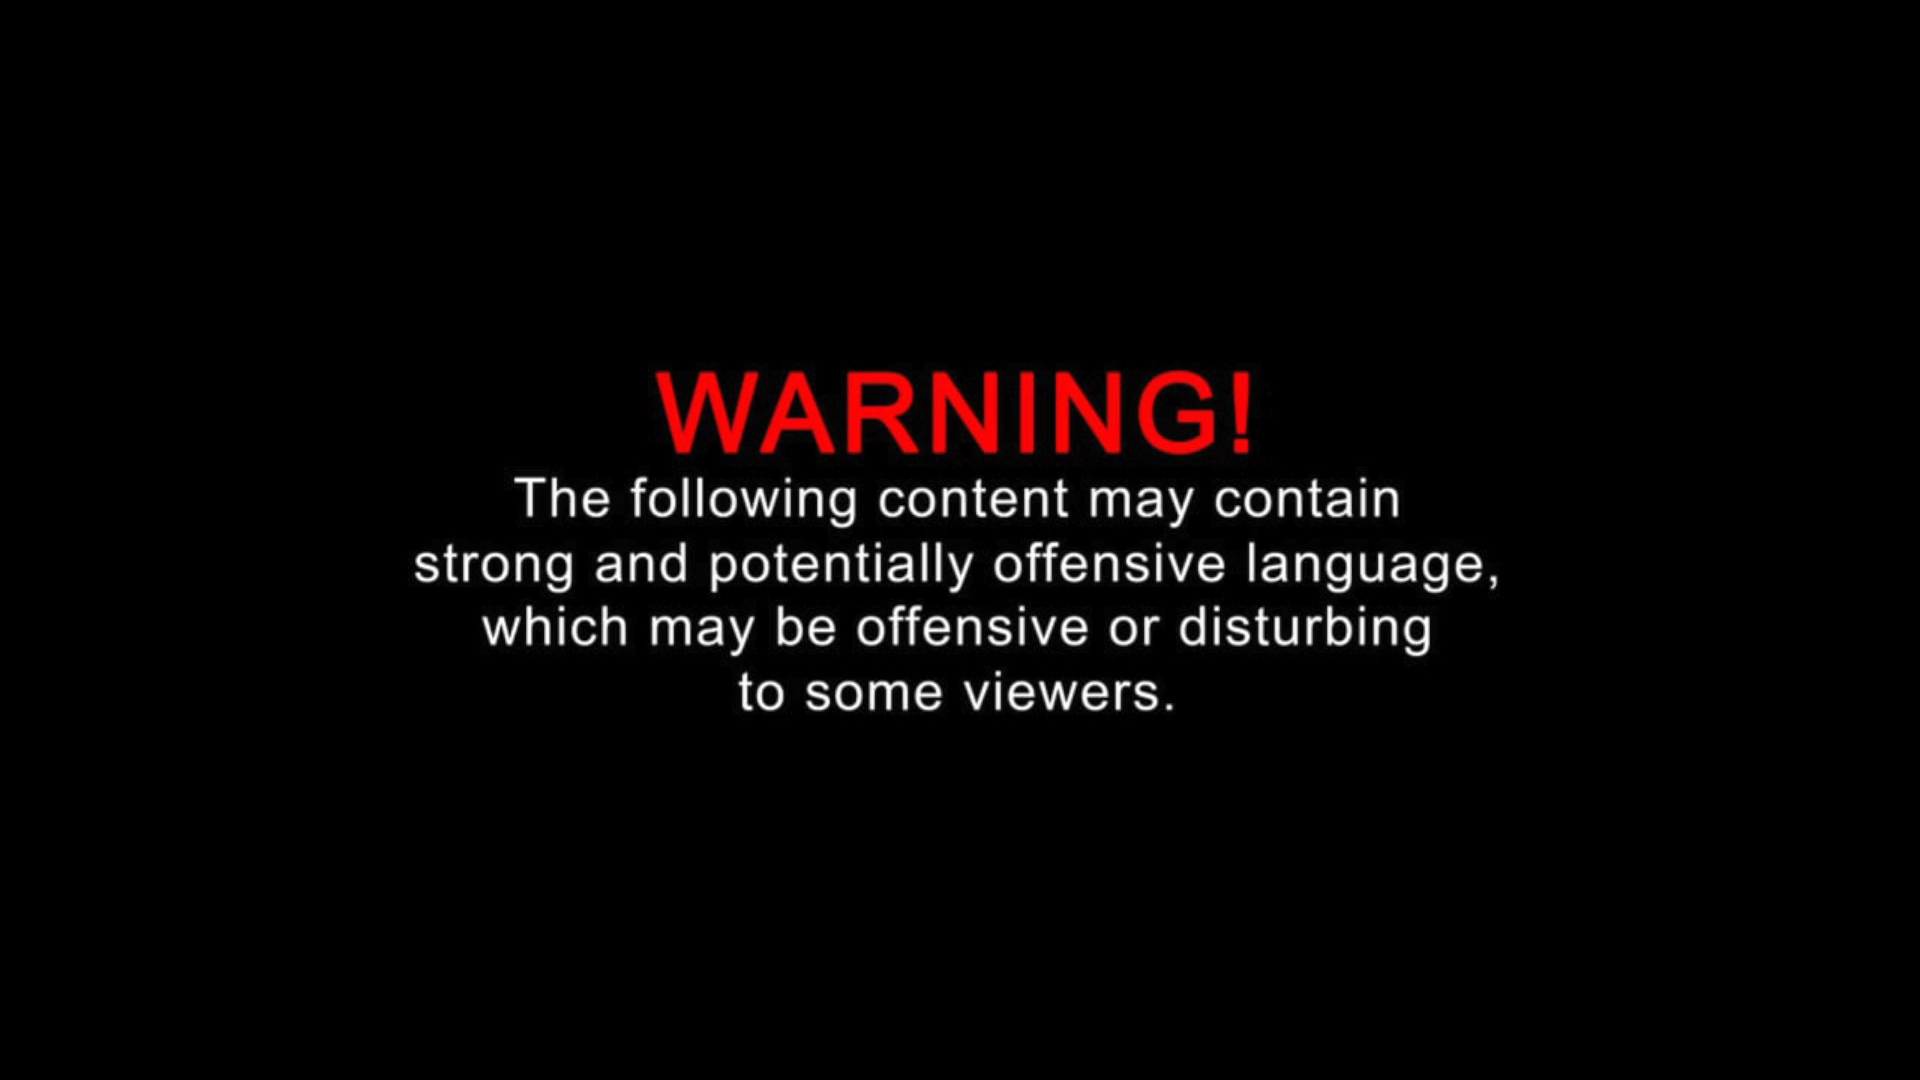 WARNING!
The following content may contain
strong and potentially offensive language,
which may be offensive or disturbing
to some viewers.